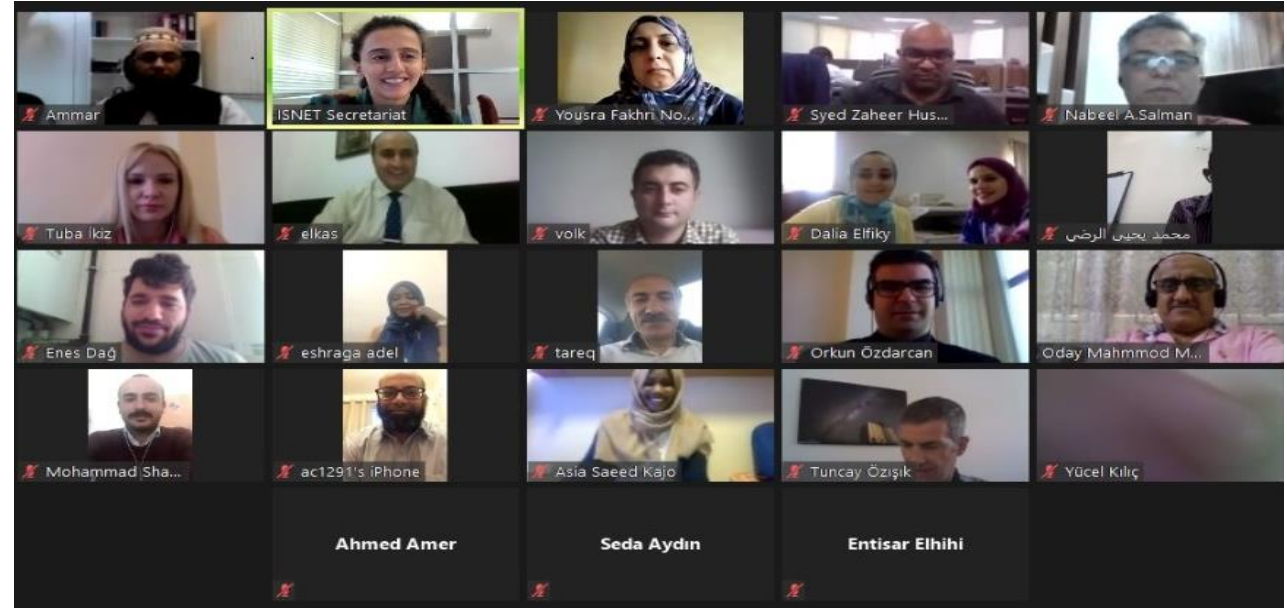 Ammar
ISNET Secretariat
Yousra Fakhri No...
Syed Zaheer Hus...
Nabeel A.Salman
Tuba İkiz
elkas
volk
Dalia Elfiky
محمد يحيى الرضي
Enes Dağ
eshraga adel
tareq
Orkun Özdarcan
Oday Mahmmod M...
Mohammad Sha...
ac1291's iPhone
Asia Saeed Kajo
Tuncay Özışık
Yücel Kılıç
Ahmed Amer
Seda Aydın
Entisar Elhihi